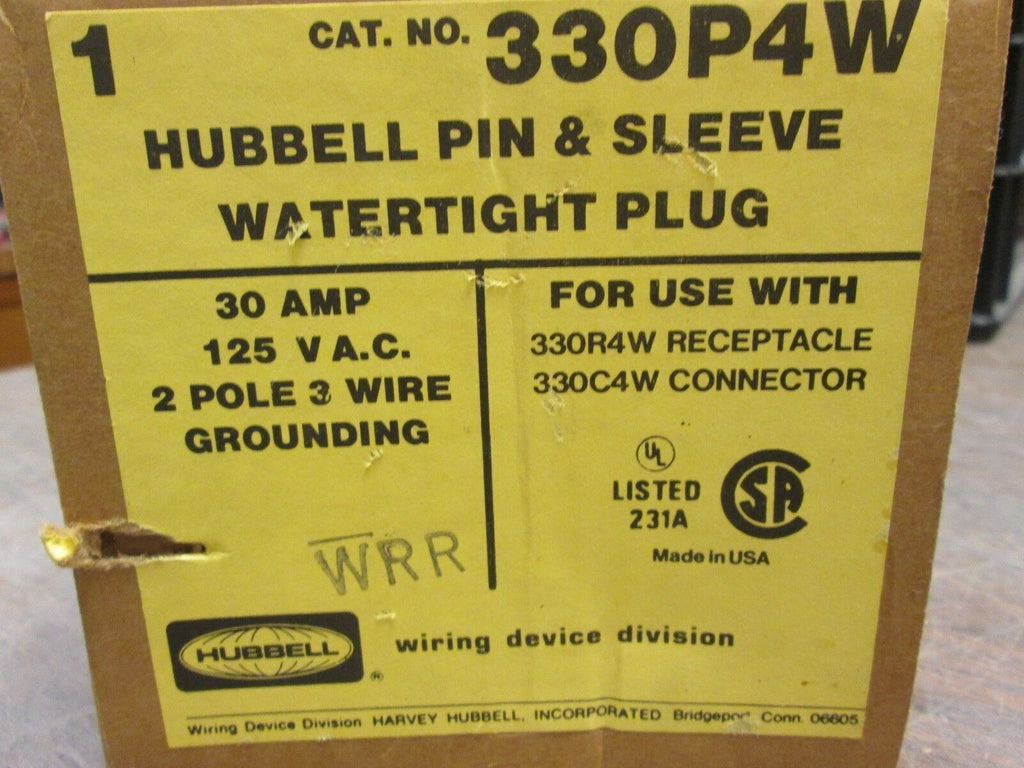 1
CAT. NO. 330P4W
HUBBELL PIN & SLEEVE
WATERTIGHT PLUG
30 AMP
125 V A.C.
2 POLE 3 WIRE
GROUNDING
FOR USE WITH
330R4W RECEPTACLE
330C4W CONNECTOR
UL
LISTED
231A
CSA
Made in USA
WRR
HUBBELL ® wiring device division
Wiring Device Division HARVEY HUBBELL, INCORPORATED Bridgeport Conn. 06605